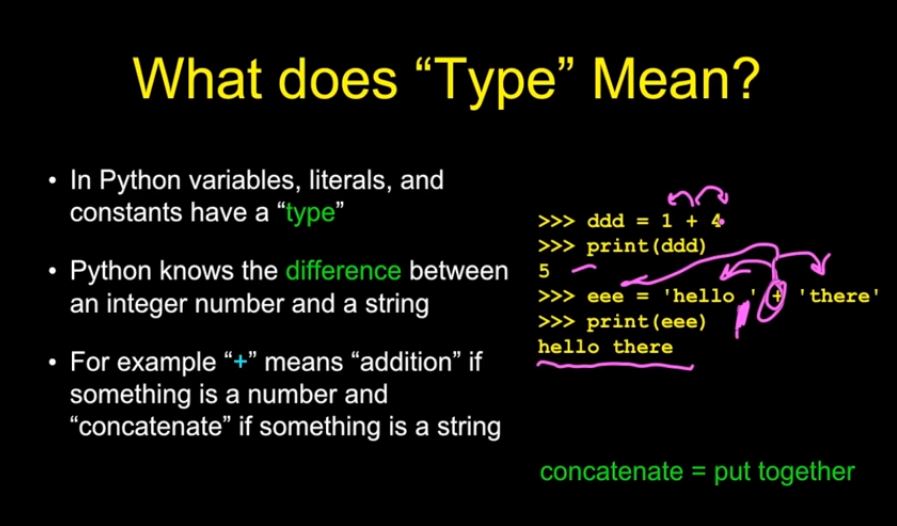 What does “Type” Mean?
• In Python variables, literals, and
constants have a “type”
• Python knows the difference between
an integer number and a string
• For example “+” means “addition” if
something is a number and
“concatenate” if something is a string
>>> ddd = 1 + 4
>>> print(ddd)
5
>>> eee = 'hello ' + 'there'
>>> print(eee)
hello there
concatenate = put together